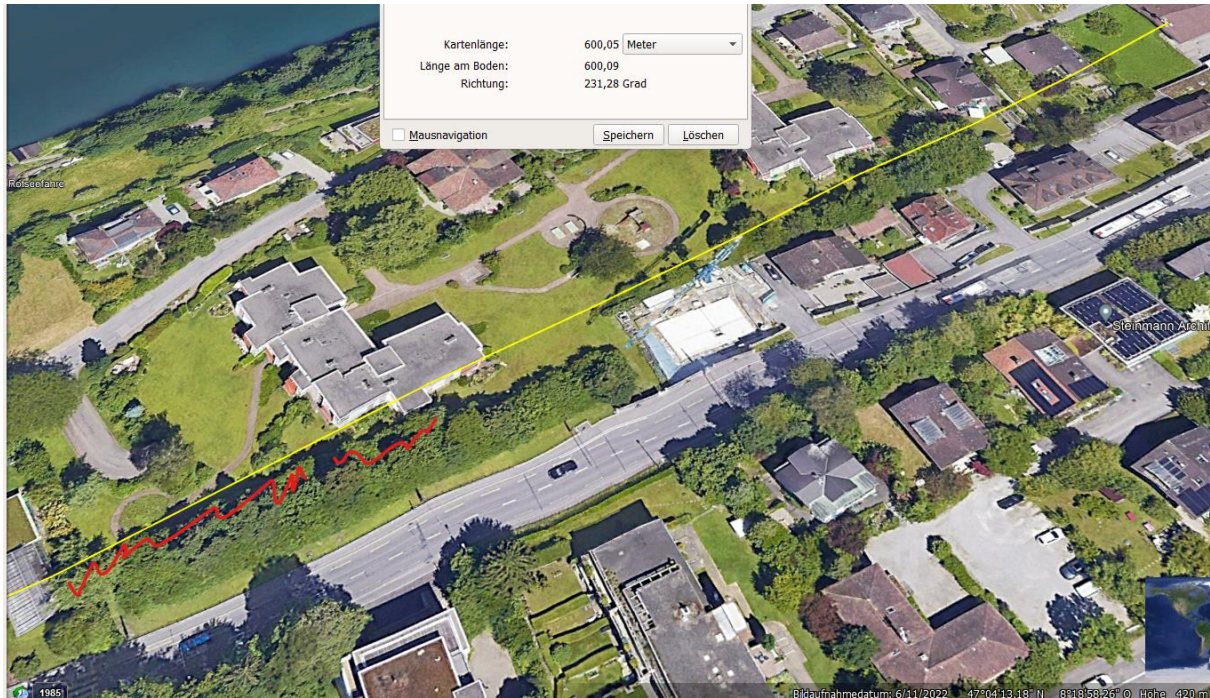 Kartenlänge: 600,05 Meter
Länge am Boden: 600,09
Richtung: 231,28 Grad
Mausnavigation Speichern Löschen
Rotseefähre
Steinmann Archit
1985
Bildaufnahmedatum: 6/11/2022 47°04'13.18" N 8°18'58.26" O Höhe 420 m